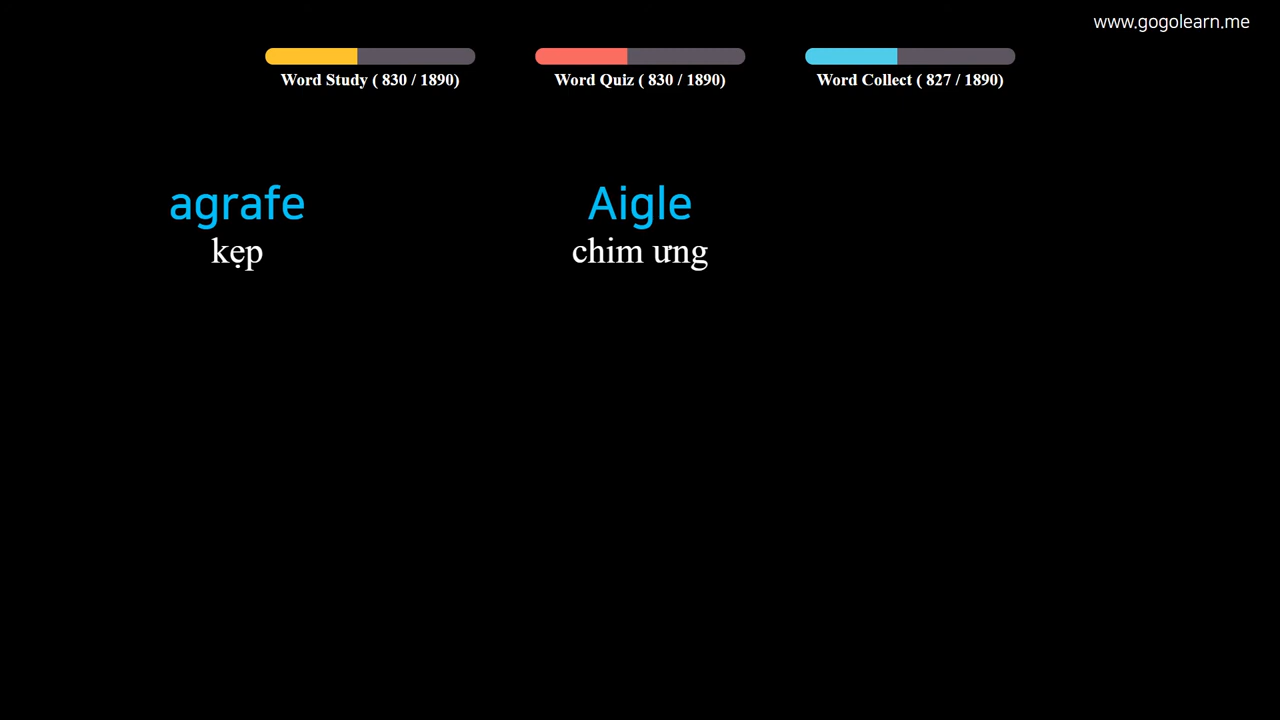 www.gogolearn.me
Word Study ( 830 / 1890)
Word Quiz ( 830 / 1890)
Word Collect ( 827 / 1890)
agrafe
kẹp
Aigle
chim ưng